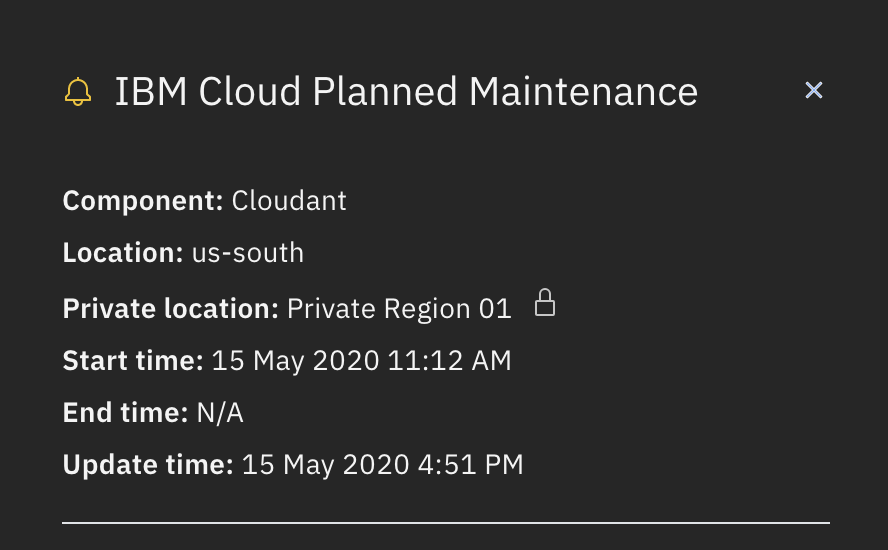 IBM Cloud Planned Maintenance
Component: Cloudant
Location: us-south
Private location: Private Region 01
Start time: 15 May 2020 11:12 AM
End time: N/A
Update time: 15 May 2020 4:51 PM